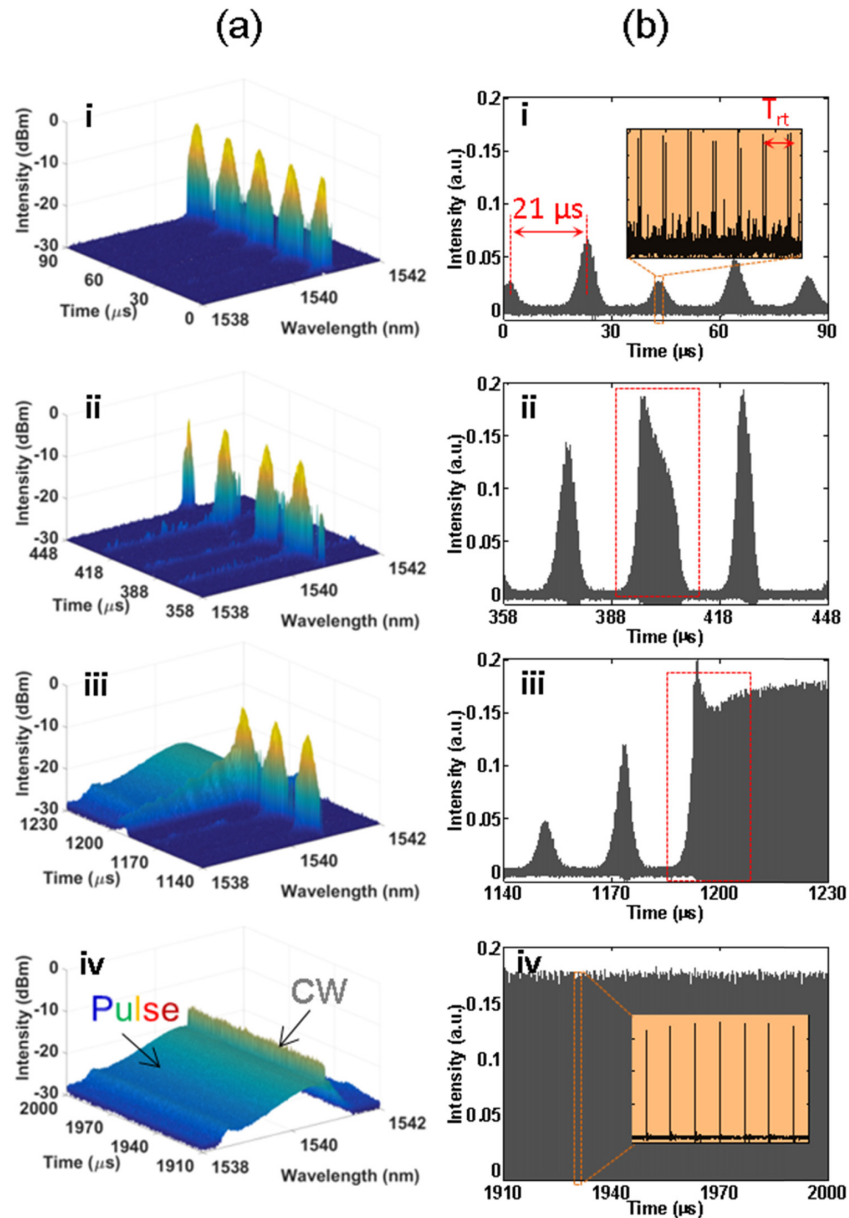 (a)
(b)
i
Intensity (dBm)
0
-10
-20
-30
90
60
30
0
Time (μs)
1538
1540
1542
Wavelength (nm)
i
Intensity (a.u.)
0.2
0.15
0.1
0.05
0
21 μs
Trt
0
30
60
90
Time (μs)
ii
Intensity (dBm)
0
-10
-20
-30
448
418
388
358
Time (μs)
1538
1540
1542
Wavelength (nm)
ii
Intensity (a.u.)
0.2
0.15
0.1
0.05
0
358
388
418
448
Time (μs)
iii
Intensity (dBm)
0
-10
-20
-30
1230
1200
1170
1140
Time (μs)
1538
1540
1542
Wavelength (nm)
iii
Intensity (a.u.)
0.2
0.15
0.1
0.05
0
1140
1170
1200
1230
Time (μs)
iv
Intensity (dBm)
0
-10
-20
-30
Pulse
CW
2000
1970
1940
1910
Time (μs)
1538
1540
1542
Wavelength (nm)
iv
Intensity (a.u.)
0.2
0.15
0.1
0.05
0
1910
1940
1970
2000
Time (μs)